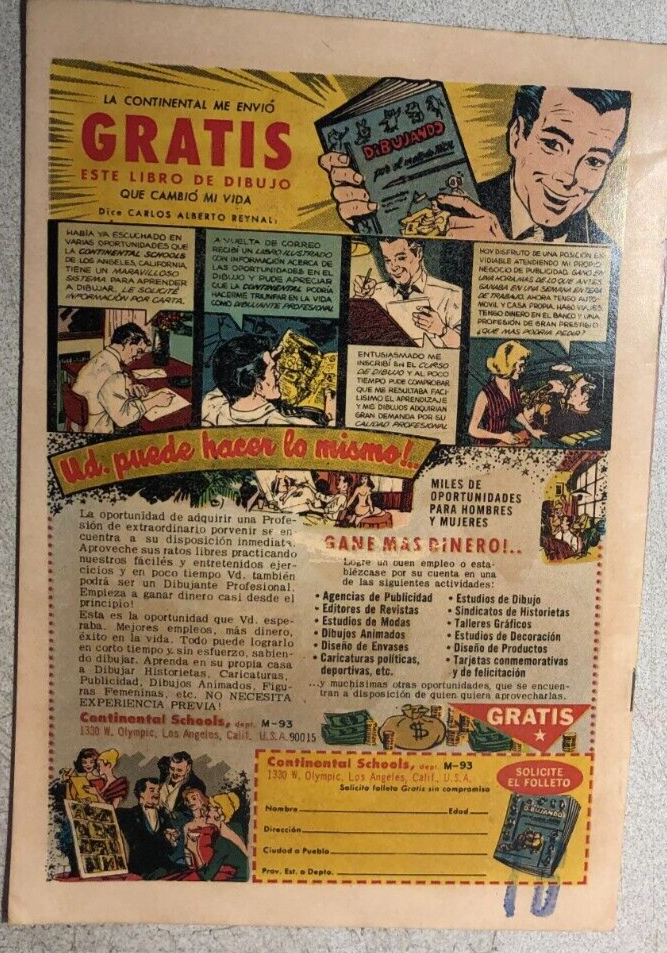 LA CONTINENTAL ME ENVIÓ
GRATIS
ESTE LIBRO DE DIBUJO
QUE CAMBIÓ MI VIDA
Dice CARLOS ALBERTO REYNAL:
DIBUJANDO
por el
HABÍA YA ESCUCHADO EN
VARIAS OPORTUNIDADES QUE
LA CONTINENTAL SCHOOLS
DE LOS ANGELES, CALIFORNIA
TIENE UN MARAVILLOSO
SISTEMA PARA APRENDER
A DIBUJAR. LE SOLICITÉ
INFORMACIÓN POR CARTA.
A VUELTA DE CORREO
RECIBÍ UN LIBRO ILUSTRADO
CON INFORMACIÓN ACERCA DE
LAS OPORTUNIDADES EN EL
DIBUJO Y PUDE APRECIAR
QUE LA CONTINENTAL PODRÍA
HACERME TRIUNFAR EN LA VIDA
COMO DIBUJANTE PROFESIONAL
ENTUSIASMADO ME
INSCRIBÍ EN EL CURSO
DE DIBUJO Y AL POCO
TIEMPO PUDE COMPROBAR
QUE ME RESULTABA FACI-
LISIMO EL APRENDIZAJE
Y MIS DIBUJOS ADQUIRIAN
GRAN DEMANDA POR SU
CALIDAD PROFESIONAL
HOY DISFRUTO DE UNA POSICIÓN EN-
VIDIABLE ATENDIENDO MI PROPIO
NEGOCIO DE PUBLICIDAD. GANO EN
UNA HORA MAS DE LO QUE ANTES
GANABA EN UNA SEMANA ENTERA
DE TRABAJO. AHORA TENGO AUTO-
MOVIL Y CASA PROPIA. HAGO VIAJES,
TENGO DINERO EN EL BANCO Y UNA
PROFESIÓN DE GRAN PRESTIGIO
¿QUE MAS PODRIA PEDIR?
Ud. puede hacer lo mismo!..
La oportunidad de adquirir una Profe-
sión de extraordinario porvenir se en-
cuentra a su disposición inmediata.
Aproveche sus ratos libres practicando
nuestros fáciles y entretenidos ejer-
cicios y en poco tiempo Vd. también
podrá ser un Dibujante Profesional.
Empieza a ganar dinero casi desde el
principio!
Esta es la oportunidad que Vd. espe-
raba. Mejores empleos, más dinero,
éxito en la vida. Todo puede lograrlo
en corto tiempo y sin esfuerzo, sabien-
do dibujar. Aprenda en su propia casa
a Dibujar Historietas, Caricaturas,
Publicidad, Dibujos Animados, Figu-
ras Femeninas, etc. NO NECESITA
EXPERIENCIA PREVIA!
Continental Schools, dept. M-93
1330 W. Olympic, Los Angeles, Calif. U.S.A. 90015
MILES DE
OPORTUNIDADES
PARA HOMBRES
Y MUJERES
GANE MAS DINERO!..
Logre un buen empleo o esta-
blézcase por su cuenta en una
de las siguientes actividades:
• Agencias de Publicidad
• Editores de Revistas
• Estudios de Modas
• Dibujos Animados
• Diseño de Envases
• Caricaturas políticas,
deportivas, etc.
• Estudios de Dibujo
• Sindicatos de Historietas
• Talleres Gráficos
• Estudios de Decoración
• Diseño de Productos
• Tarjetas conmemorativas
y de felicitación
...y muchísimas otras oportunidades, que se encuen-
tran a disposición de quien quiera aprovecharlas.
$
GRATIS
Continental Schools, dept. M-93
1330 W. Olympic, Los Angeles, Calif., U.S.A.
Solicito folleto Gratis sin compromiso
Nombre Edad
Dirección
Ciudad o Pueblo
Prov. Est. o Depto.
SOLICITE
EL FOLLETO
DIBUJANDO
10